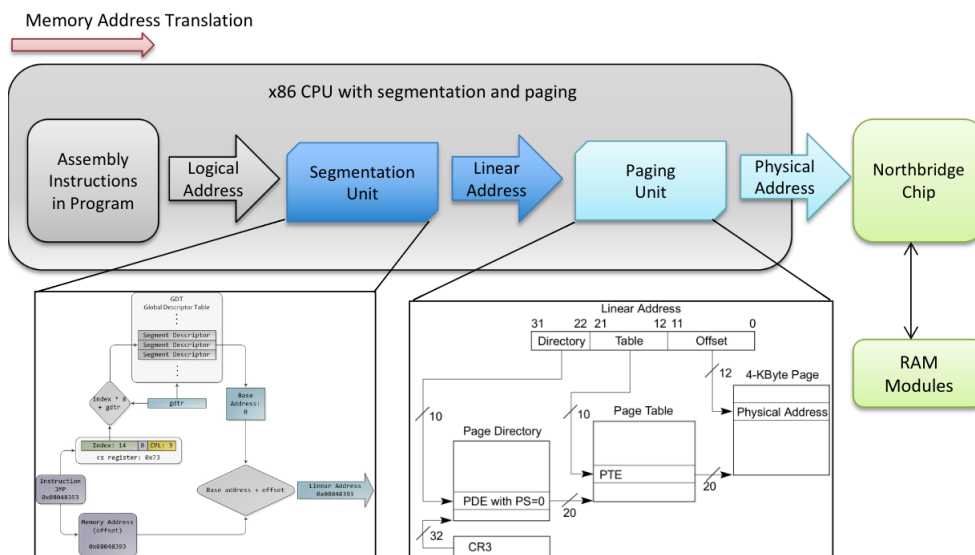 Memory Address Translation
x86 CPU with segmentation and paging
Assembly
Instructions
in Program
Logical
Address
Segmentation
Unit
Linear
Address
Paging
Unit
Physical
Address
Northbridge
Chip
RAM
Modules
GDT
Global Descriptor Table
Segment Descriptor
Segment Descriptor
Segment Descriptor
Index * 8
+ gdtr
gdtr
Base
Address:
0
Index: 14 0 CPL: 3
cs register: 0x73
Instruction
JMP
0x08048393
Memory Address
(offset)
0x08048393
Base address + offset
Linear Address
0x08048393
Linear Address
31 22 21 12 11 0
Directory Table Offset
12
4-KByte Page
Physical Address
10
10
Page Table
Page Directory
PTE
20
PDE with PS=0
20
32
CR3